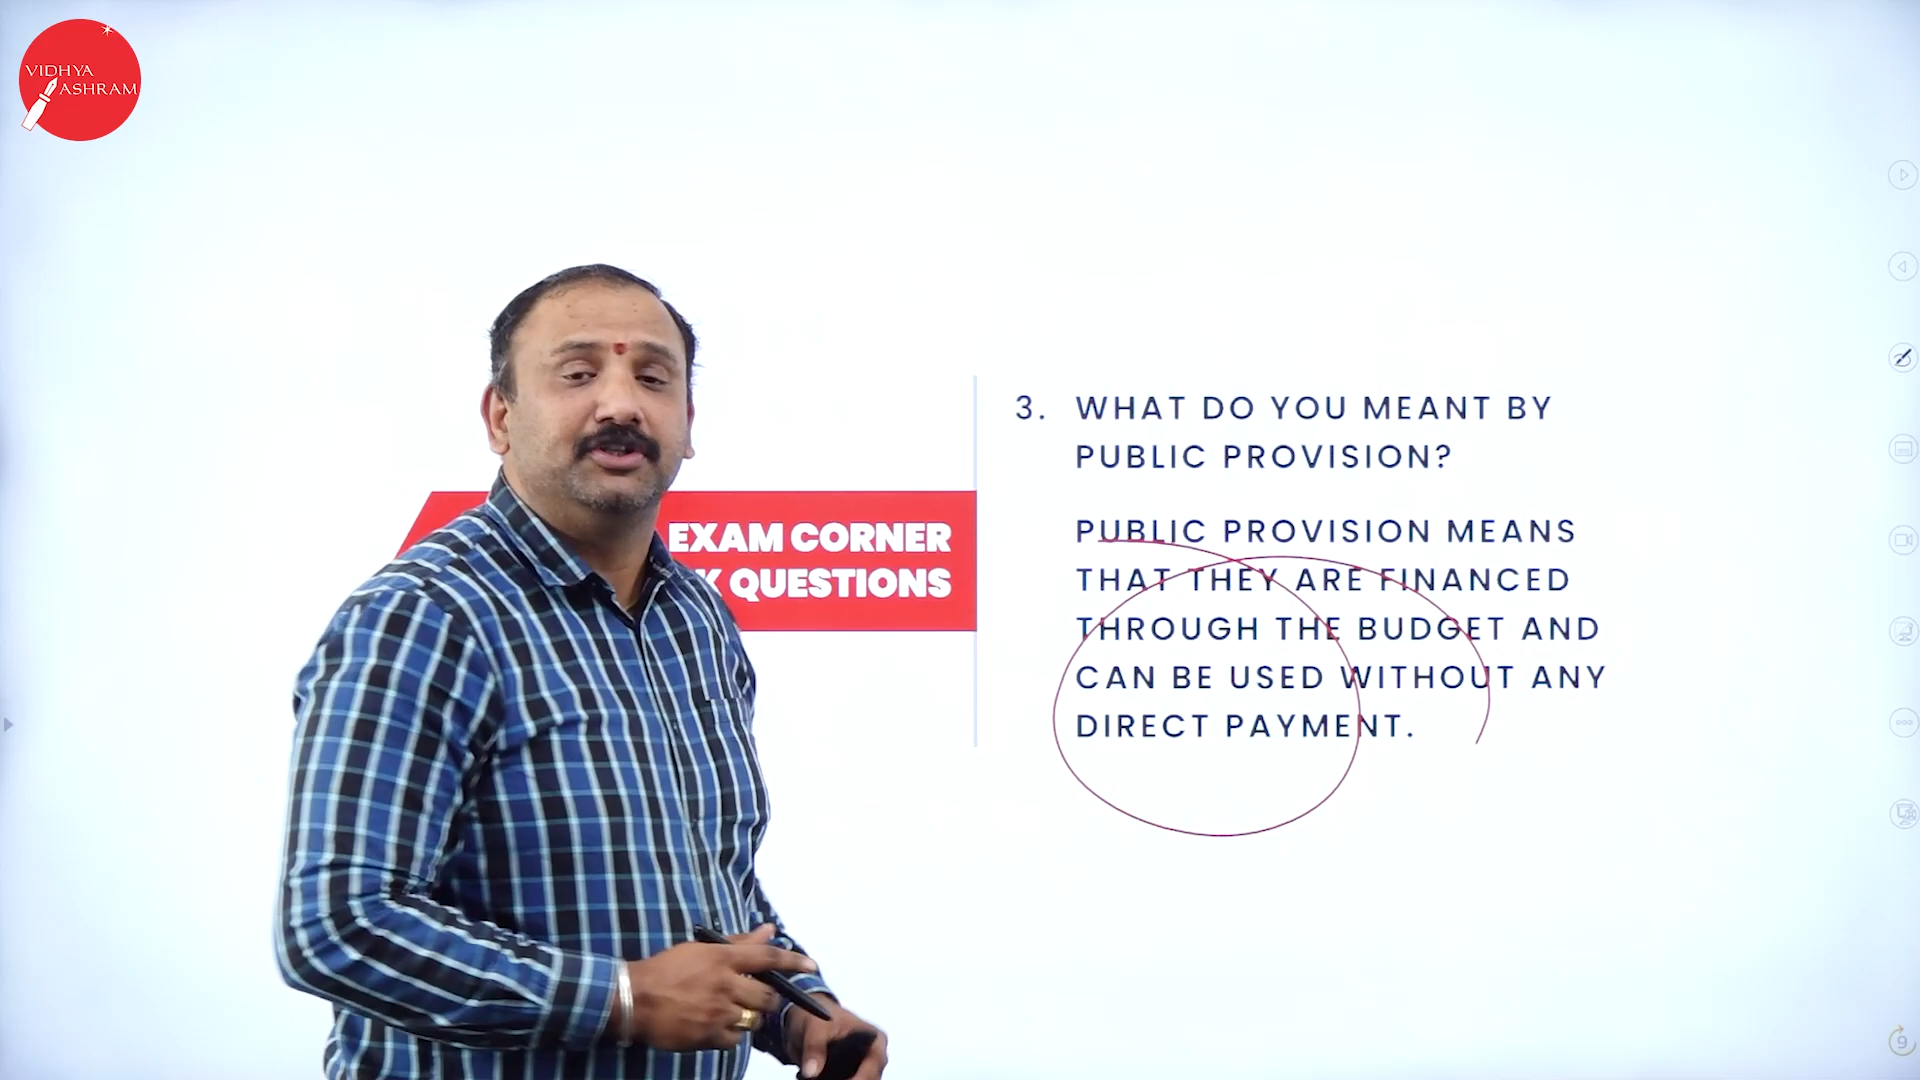 VIDHYA
ASHRAM
EXAM CORNER
K QUESTIONS
3. WHAT DO YOU MEANT BY
PUBLIC PROVISION?
PUBLIC PROVISION MEANS
THAT THEY ARE FINANCED
THROUGH THE BUDGET AND
CAN BE USED WITHOUT ANY
DIRECT PAYMENT.
9